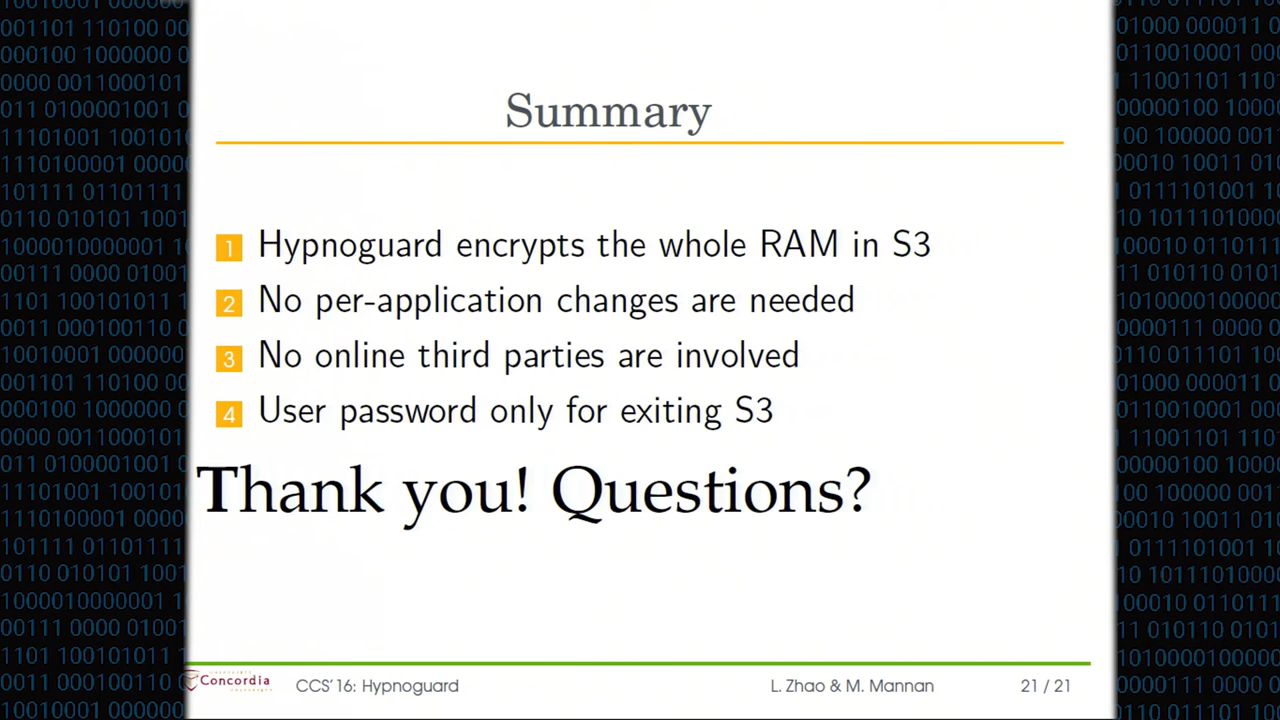 Summary
1 Hypnoguard encrypts the whole RAM in S3
2 No per-application changes are needed
3 No online third parties are involved
4 User password only for exiting S3
Thank you! Questions?
Concordia CCS'16: Hypnoguard L. Zhao & M. Mannan 21 / 21